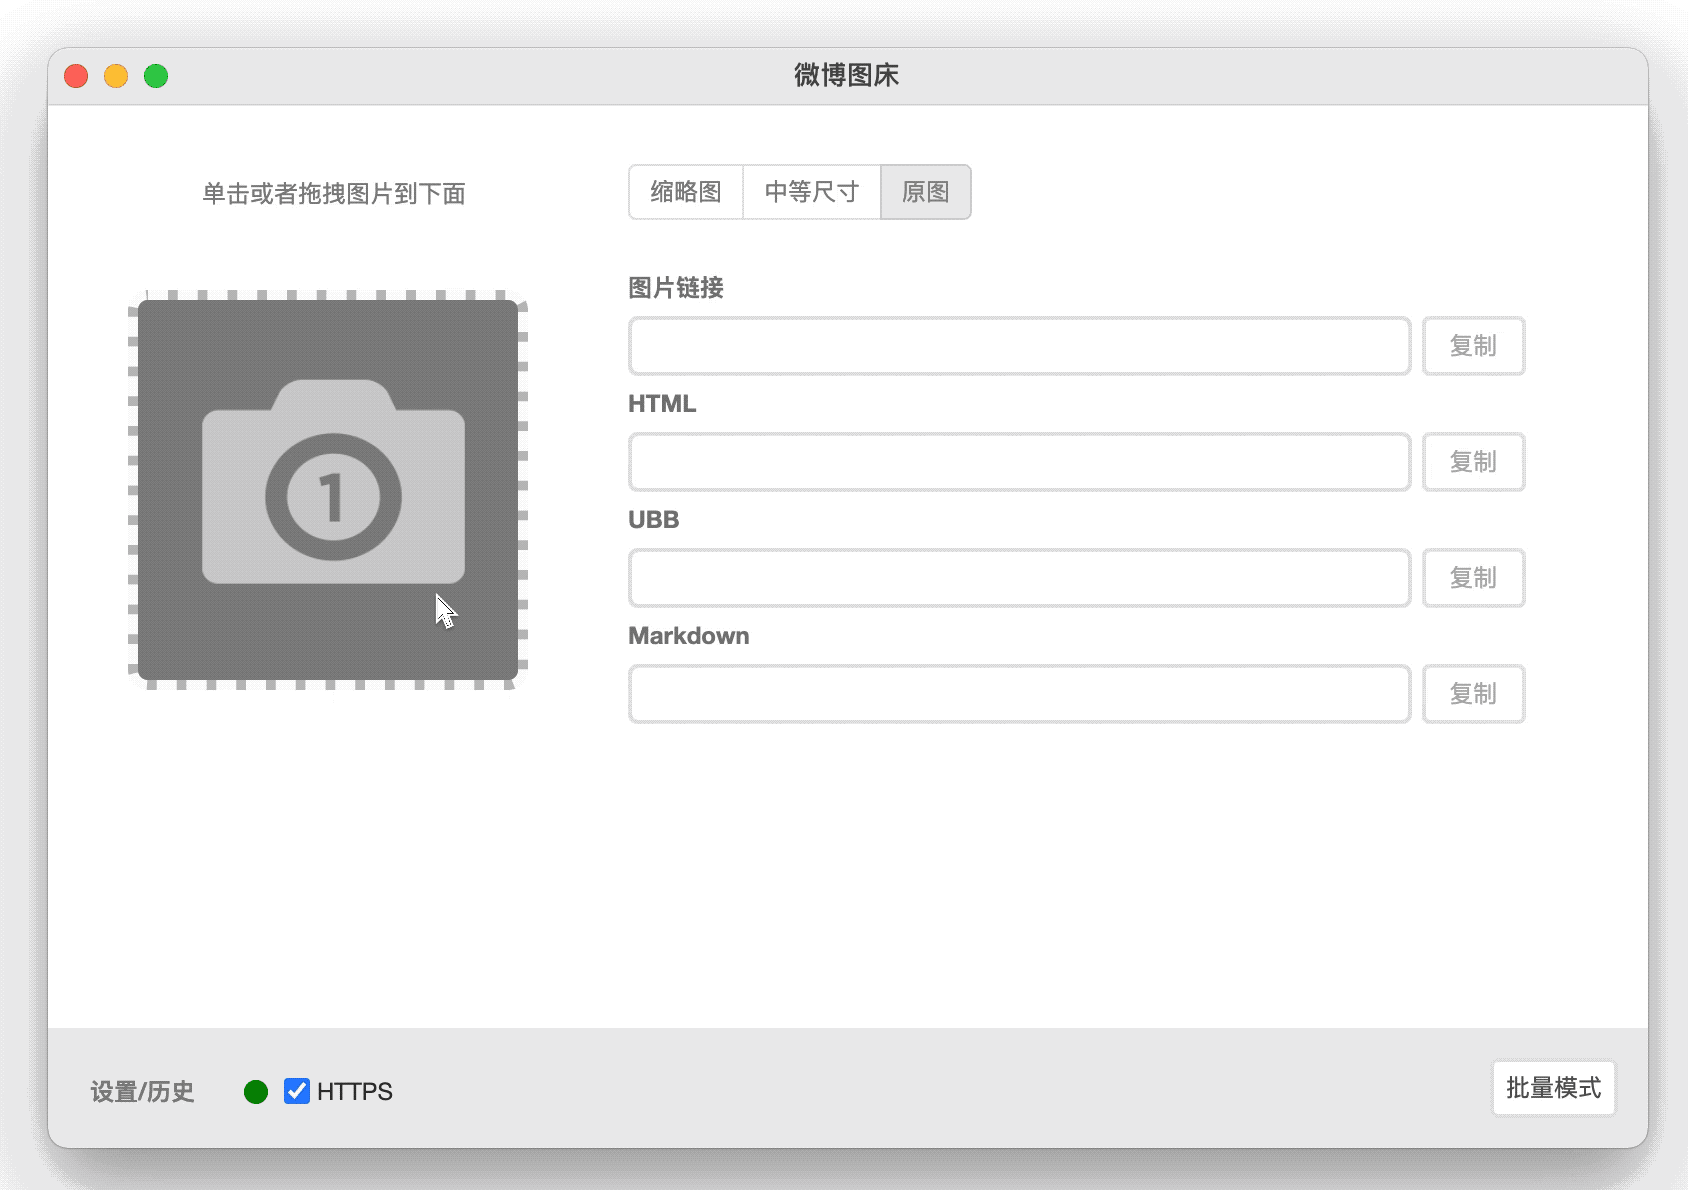 微博图床
单击或者拖拽图片到下面
缩略图 中等尺寸 原图
图片链接
复制
HTML
复制
UBB
复制
Markdown
复制
1
设置/历史 HTTPS 批量模式